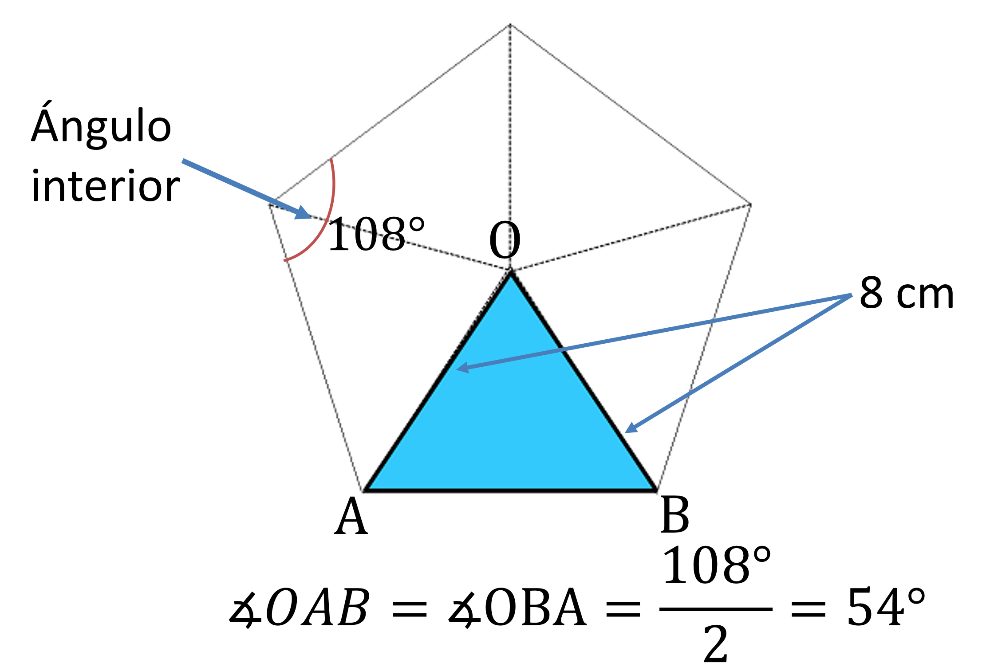 Ángulo
interior
108°
O
8 cm
A
B
∡OAB = ∡OBA = 108°/2 = 54°